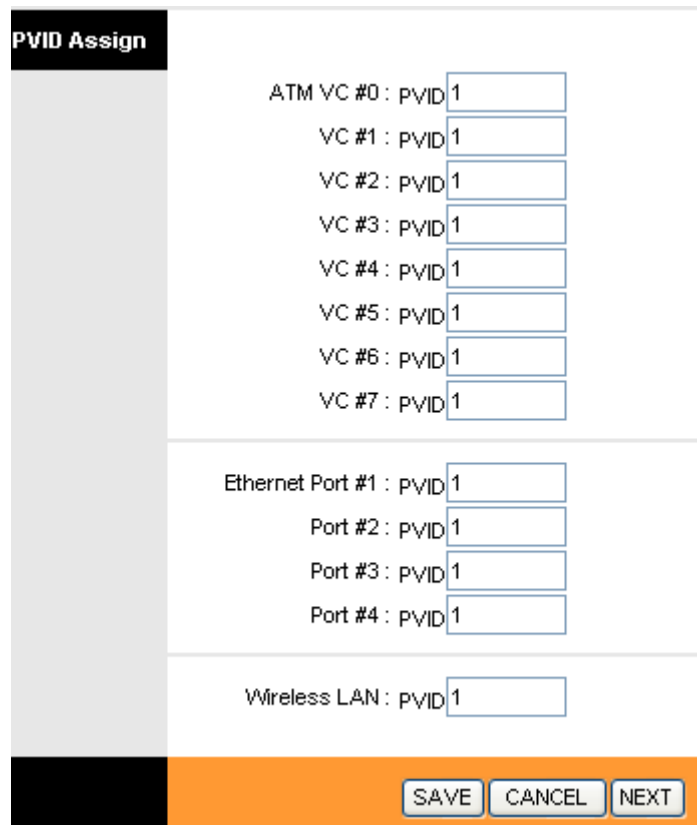 PVID Assign
ATM VC #0 : PVID 1
VC #1 : PVID 1
VC #2 : PVID 1
VC #3 : PVID 1
VC #4 : PVID 1
VC #5 : PVID 1
VC #6 : PVID 1
VC #7 : PVID 1
Ethernet Port #1 : PVID 1
Port #2 : PVID 1
Port #3 : PVID 1
Port #4 : PVID 1
Wireless LAN : PVID 1
SAVE CANCEL NEXT